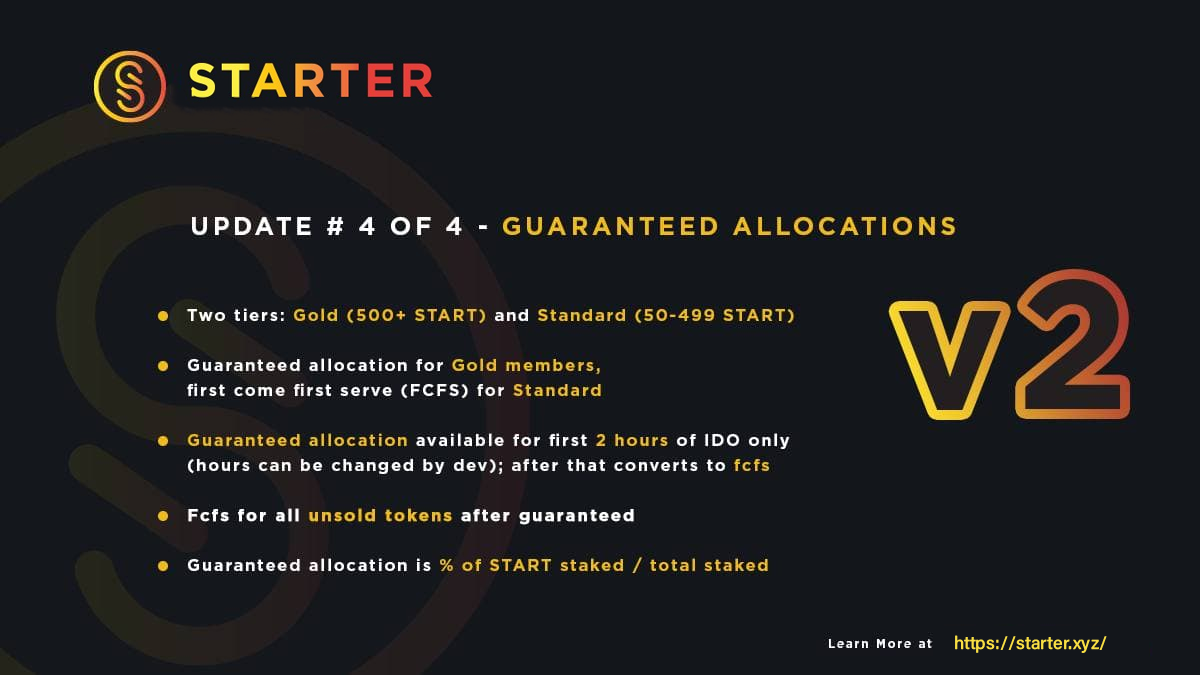 STARTER
UPDATE # 4 OF 4 - GUARANTEED ALLOCATIONS
Two tiers: Gold (500+ START) and Standard (50-499 START)
Guaranteed allocation for Gold members,
first come first serve (FCFS) for Standard
v2
Guaranteed allocation available for first 2 hours of IDO only
(hours can be changed by dev); after that converts to fcfs
Fcfs for all unsold tokens after guaranteed
Guaranteed allocation is % of START staked / total staked
Learn More at https://starter.xyz/